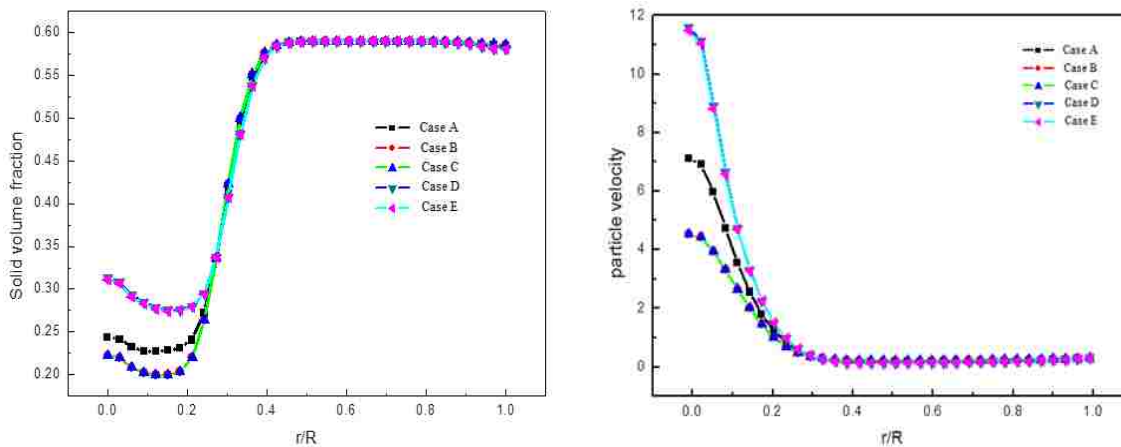 Solid volume fraction
0.60
0.55
0.50
0.45
0.40
0.35
0.30
0.25
0.20
0.0
0.2
0.4
0.6
0.8
1.0
r/R
Case A
Case B
Case C
Case D
Case E
particle velocity
12
10
8
6
4
2
0
0.0
0.2
0.4
0.6
0.8
1.0
r/R
Case A
Case B
Case C
Case D
Case E